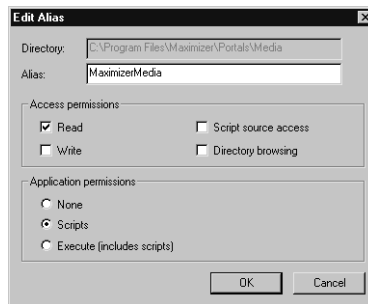 Edit Alias
Directory: C:\Program Files\Maximizer\Portals\Media
Alias: MaximizerMedia
Access permissions
Read Script source access
Write Directory browsing
Application permissions
None
Scripts
Execute (includes scripts)
OK Cancel